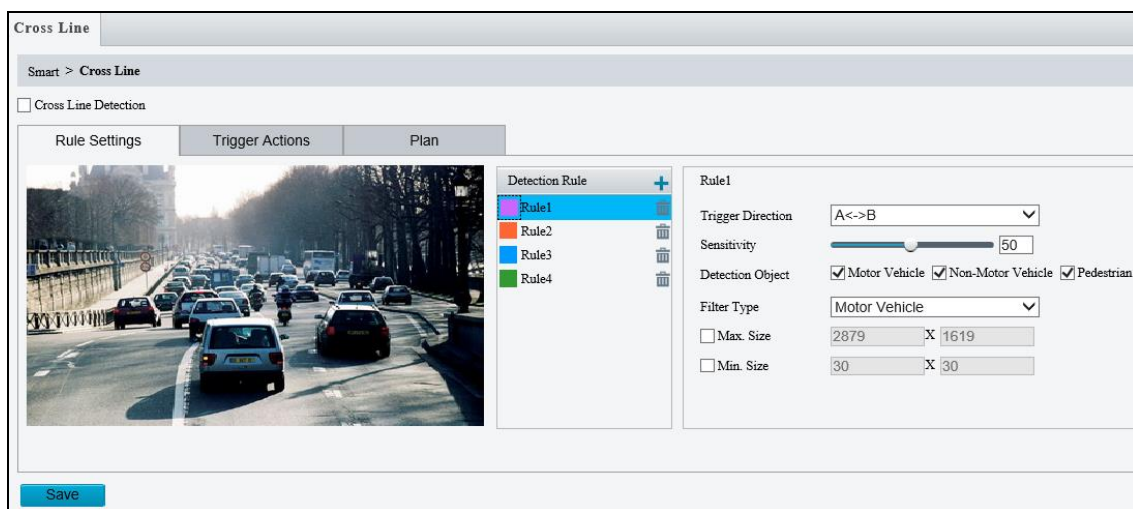 Cross Line
Smart > Cross Line
Cross Line Detection
Rule Settings Trigger Actions Plan
Detection Rule +
Rule1
Rule2
Rule3
Rule4
Rule1
Trigger Direction A<->B
Sensitivity 50
Detection Object Motor Vehicle Non-Motor Vehicle Pedestrian
Filter Type Motor Vehicle
Max. Size 2879 X 1619
Min. Size 30 X 30
Save